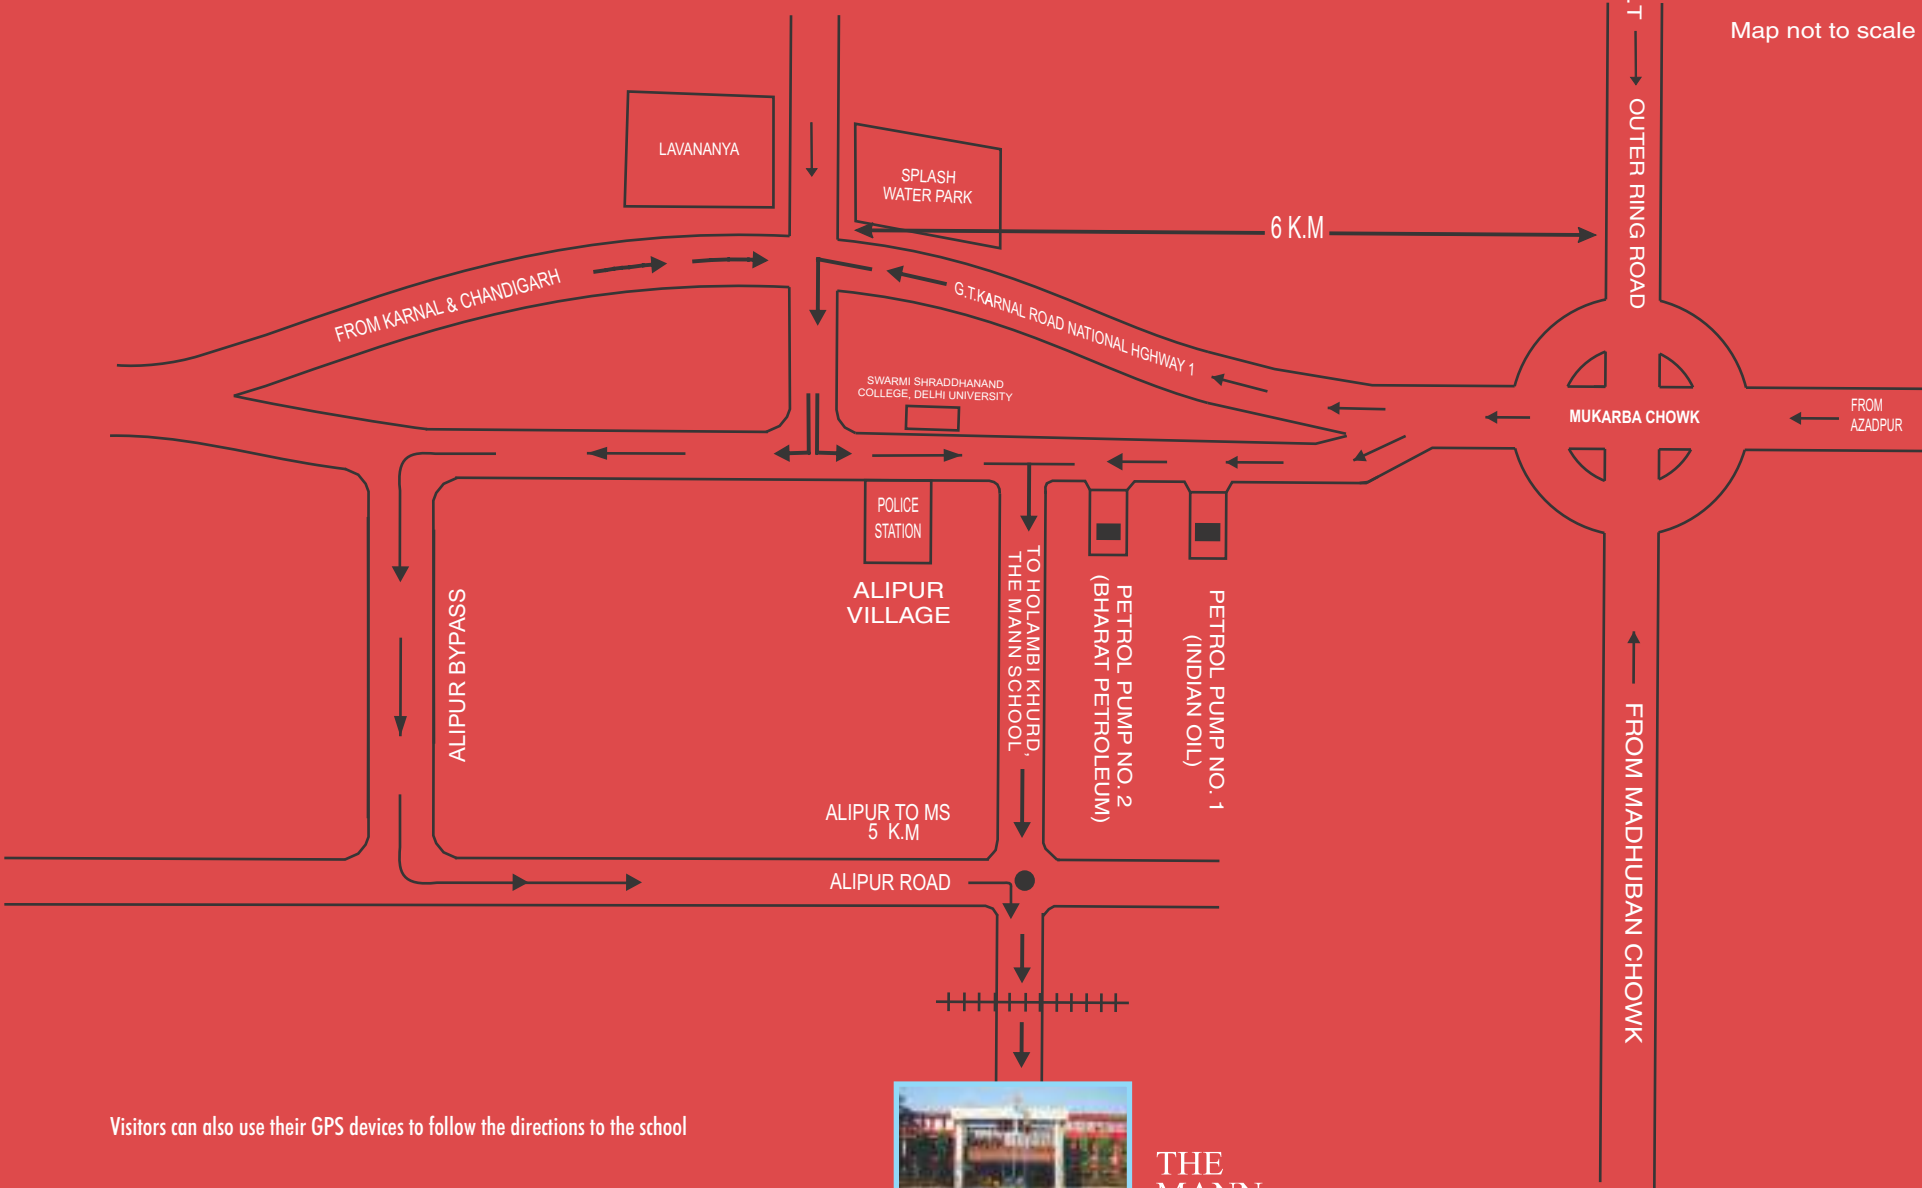 .T
Map not to scale
OUTER RING ROAD
LAVANANYA
SPLASH
WATER PARK
6 K.M
FROM KARNAL & CHANDIGARH
G.T.KARNAL ROAD NATIONAL HGHWAY 1
SWARMI SHRADDHANAND
COLLEGE, DELHI UNIVERSITY
MUKARBA CHOWK
FROM
AZADPUR
POLICE
STATION
ALIPUR
VILLAGE
TO HOLAMBI KHURD,
THE MANN SCHOOL
PETROL PUMP NO. 2
(BHARAT PETROLEUM)
PETROL PUMP NO. 1
(INDIAN OIL)
ALIPUR BYPASS
FROM MADHUBAN CHOWK
ALIPUR TO MS
5 K.M
ALIPUR ROAD
Visitors can also use their GPS devices to follow the directions to the school
THE
MANN